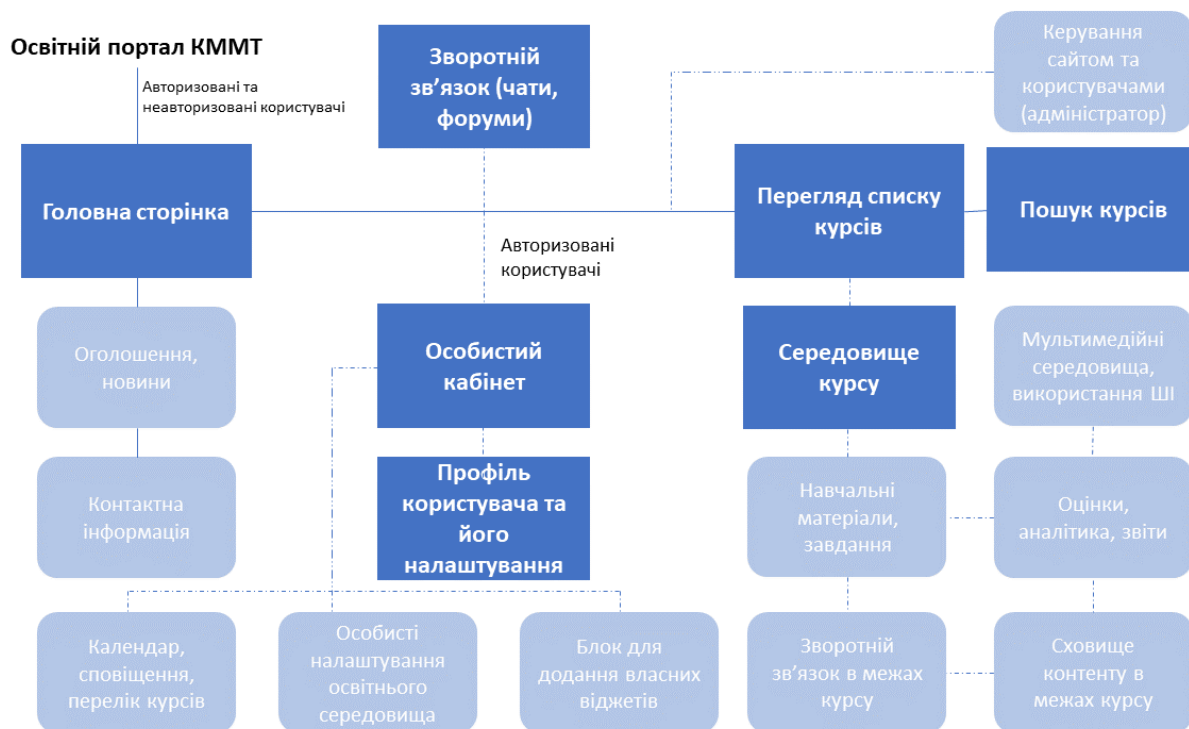 Освітній портал КММТ
Авторизовані та
неавторизовані користувачі
Зворотній
зв’язок (чати,
форуми)
Керування
сайтом та
користувачами
(адміністратор)
Головна сторінка
Перегляд списку
курсів
Пошук курсів
Авторизовані
користувачі
Оголошення,
новини
Особистий
кабінет
Середовище
курсу
Мультимедійні
середовища,
використання ШІ
Контактна
інформація
Профіль
користувача та
його
налаштування
Навчальні
матеріали,
завдання
Оцінки,
аналітика, звіти
Календар,
сповіщення,
перелік курсів
Особисті
налаштування
освітнього
середовища
Блок для
додання власних
віджетів
Зворотній
зв’язок в межах
курсу
Сховище
контенту в
межах курсу